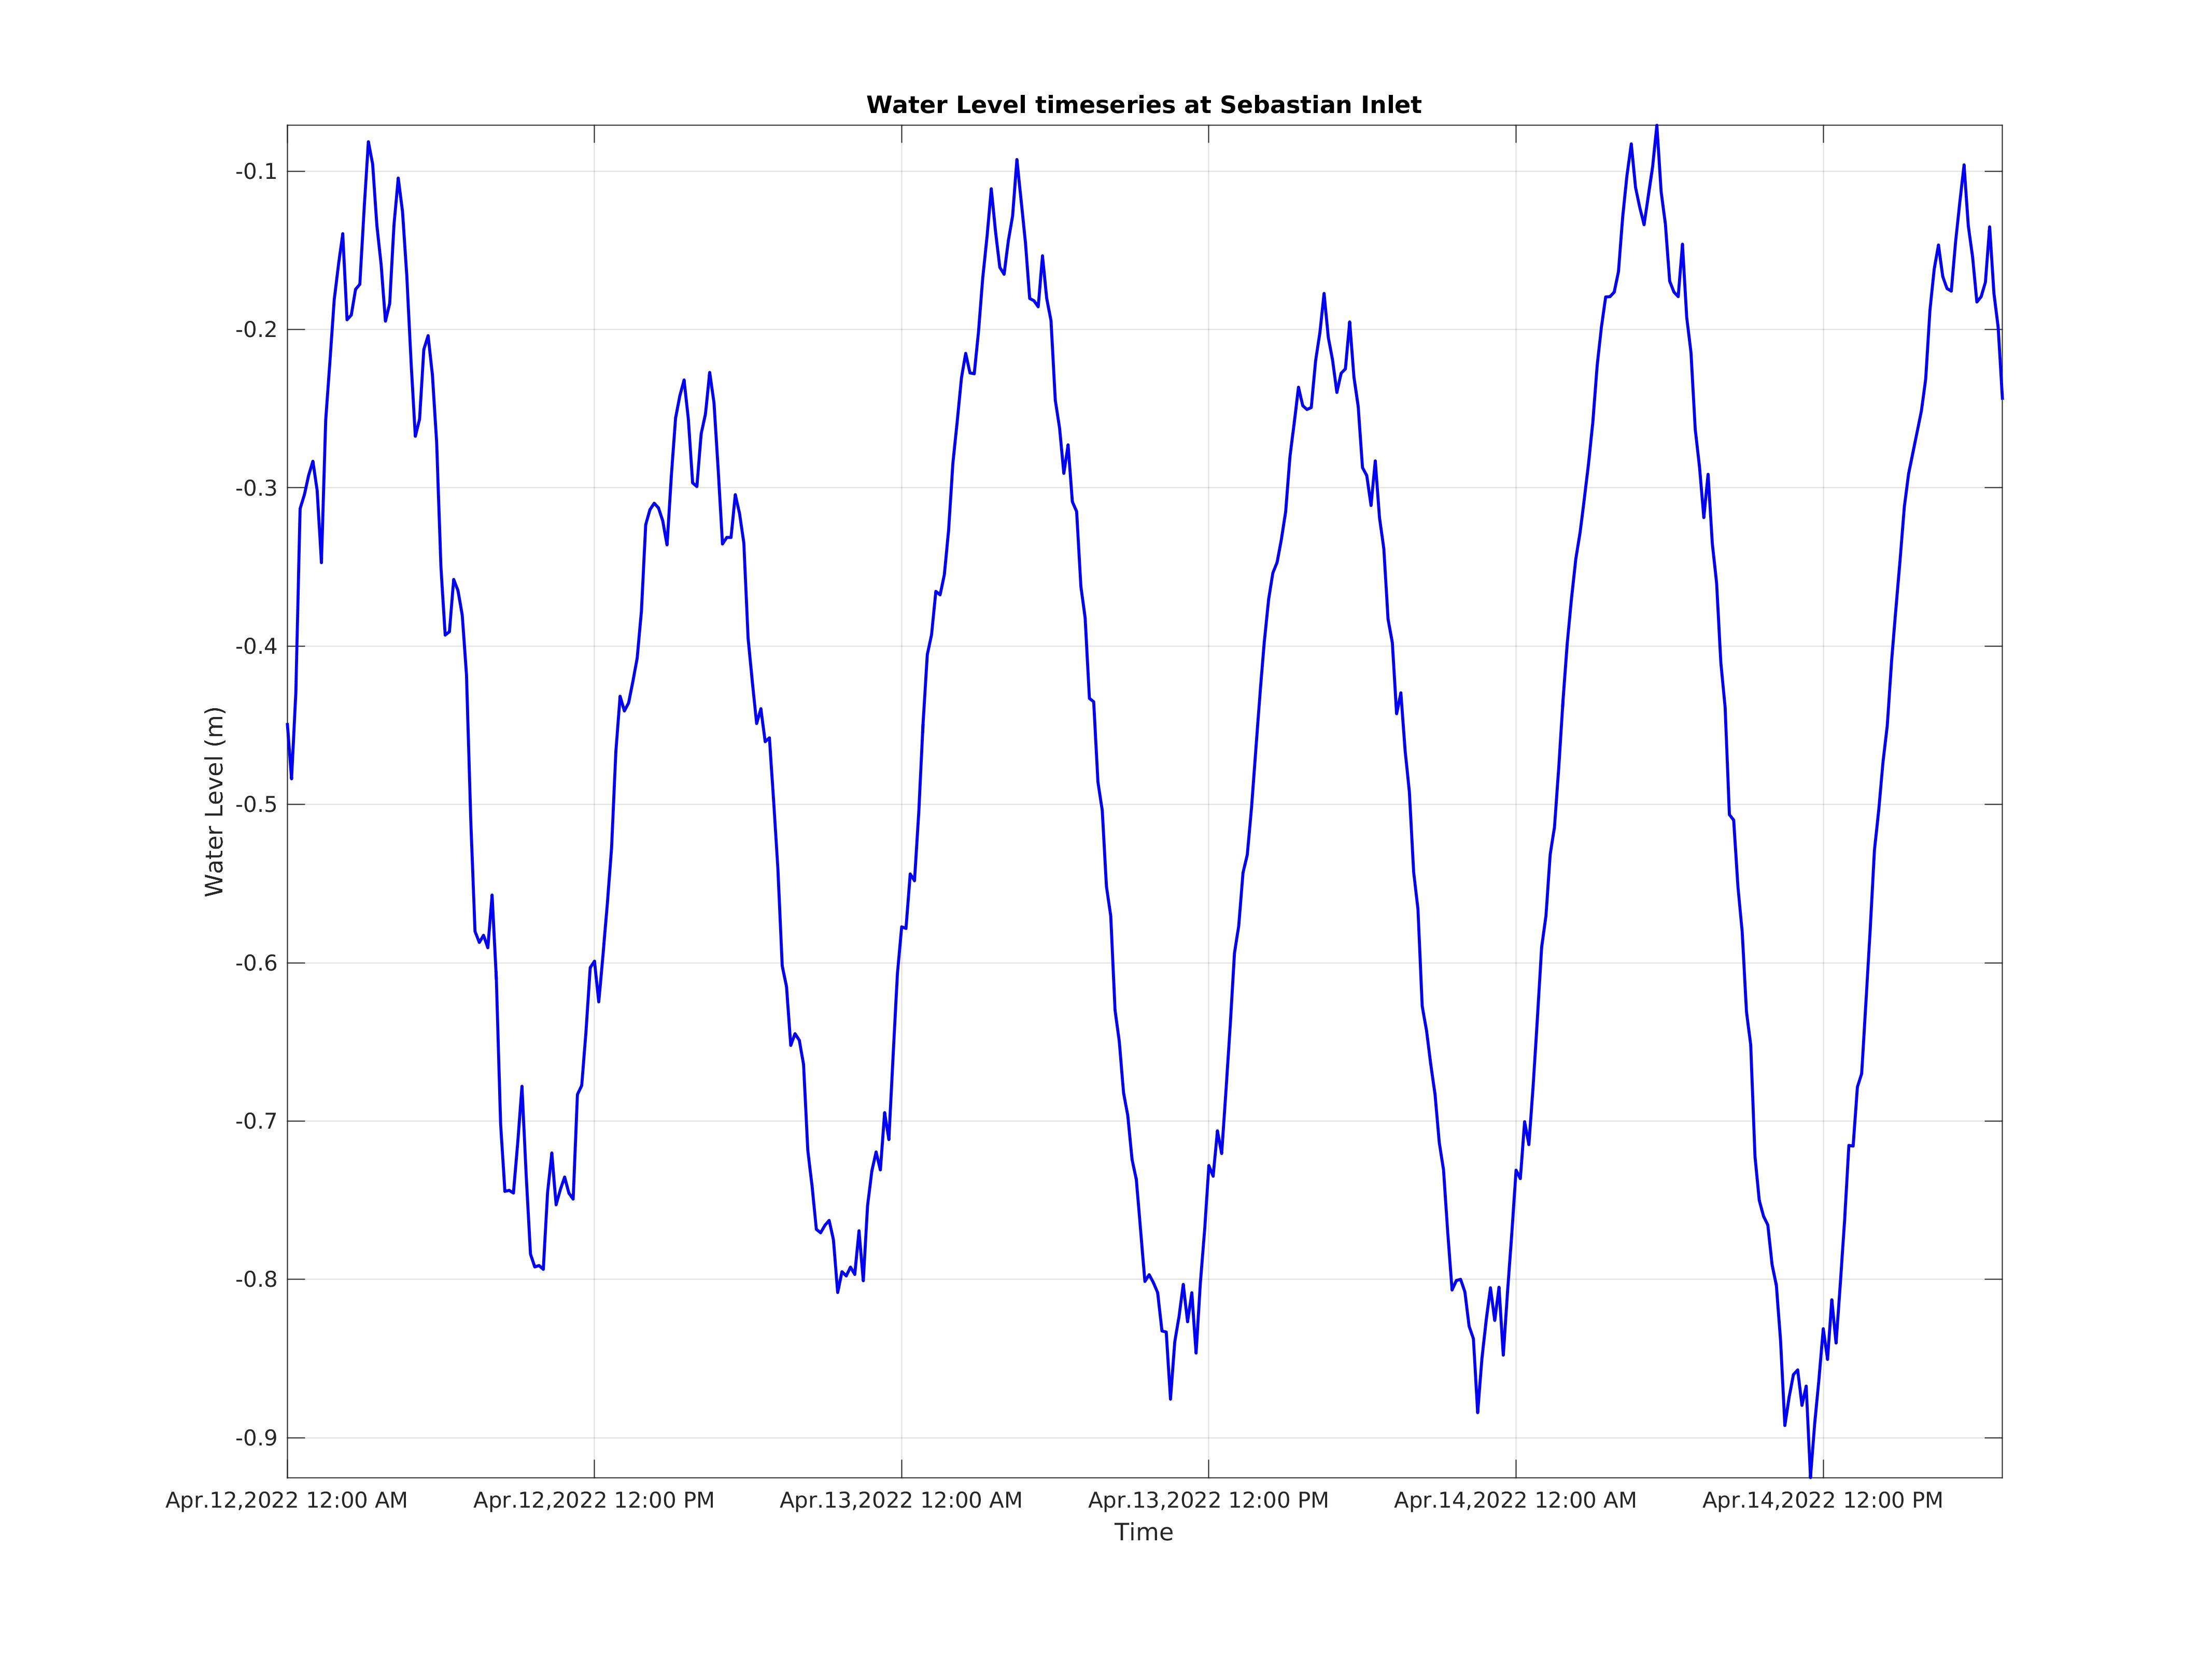 Water Level timeseries at Sebastian Inlet
-0.1
-0.2
-0.3
-0.4
-0.5
-0.6
-0.7
-0.8
-0.9
Water Level (m)
Apr.12,2022 12:00 AM Apr.12,2022 12:00 PM Apr.13,2022 12:00 AM Apr.13,2022 12:00 PM Apr.14,2022 12:00 AM Apr.14,2022 12:00 PM
Time